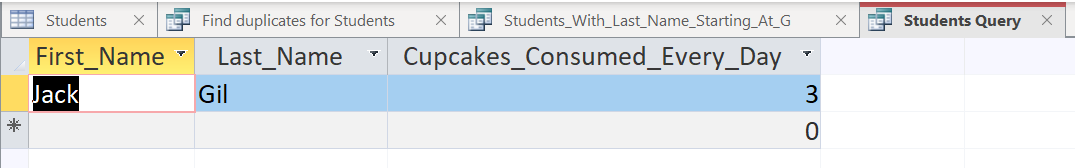 Students Find duplicates for Students Students_With_Last_Name_Starting_At_G Students Query
First_Name Last_Name Cupcakes_Consumed_Every_Day
Jack Gil 3
0